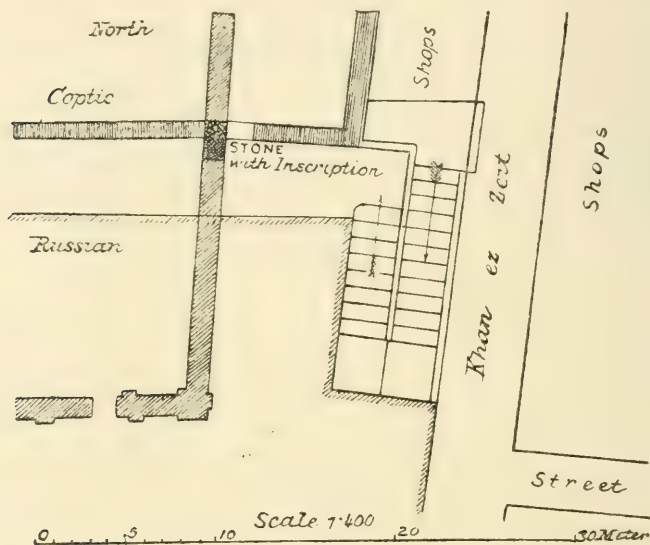 North
Shops
Coptic
STONE
with Inscription
Khan ez Zeit
Shops
Russian
Street
Scale 1:400
0 5 10 20 30 Meter